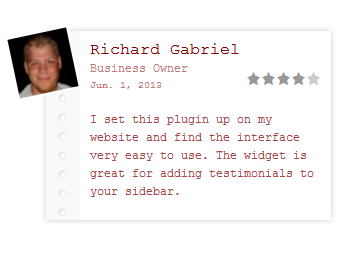 Richard Gabriel
Business Owner
Jun. 1, 2013
I set this plugin up on my
website and find the interface
very easy to use. The widget is
great for adding testimonials to
your sidebar.